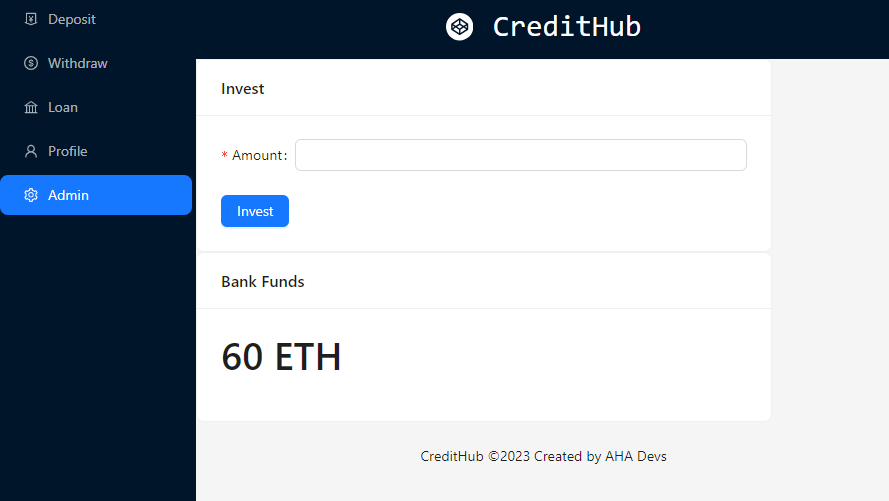 Deposit
Withdraw
Loan
Profile
Admin
CreditHub
Invest
* Amount:
Invest
Bank Funds
60 ETH
CreditHub ©2023 Created by AHA Devs